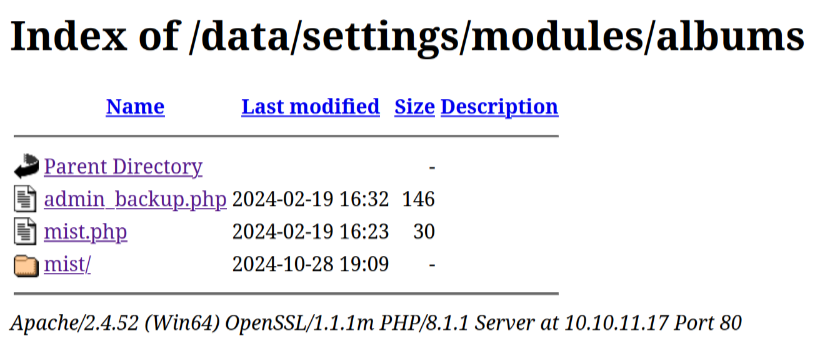 Index of /data/settings/modules/albums
Name Last modified Size Description
Parent Directory -
admin_backup.php 2024-02-19 16:32 146
mist.php 2024-02-19 16:23 30
mist/ 2024-10-28 19:09 -
Apache/2.4.52 (Win64) OpenSSL/1.1.1m PHP/8.1.1 Server at 10.10.11.17 Port 80